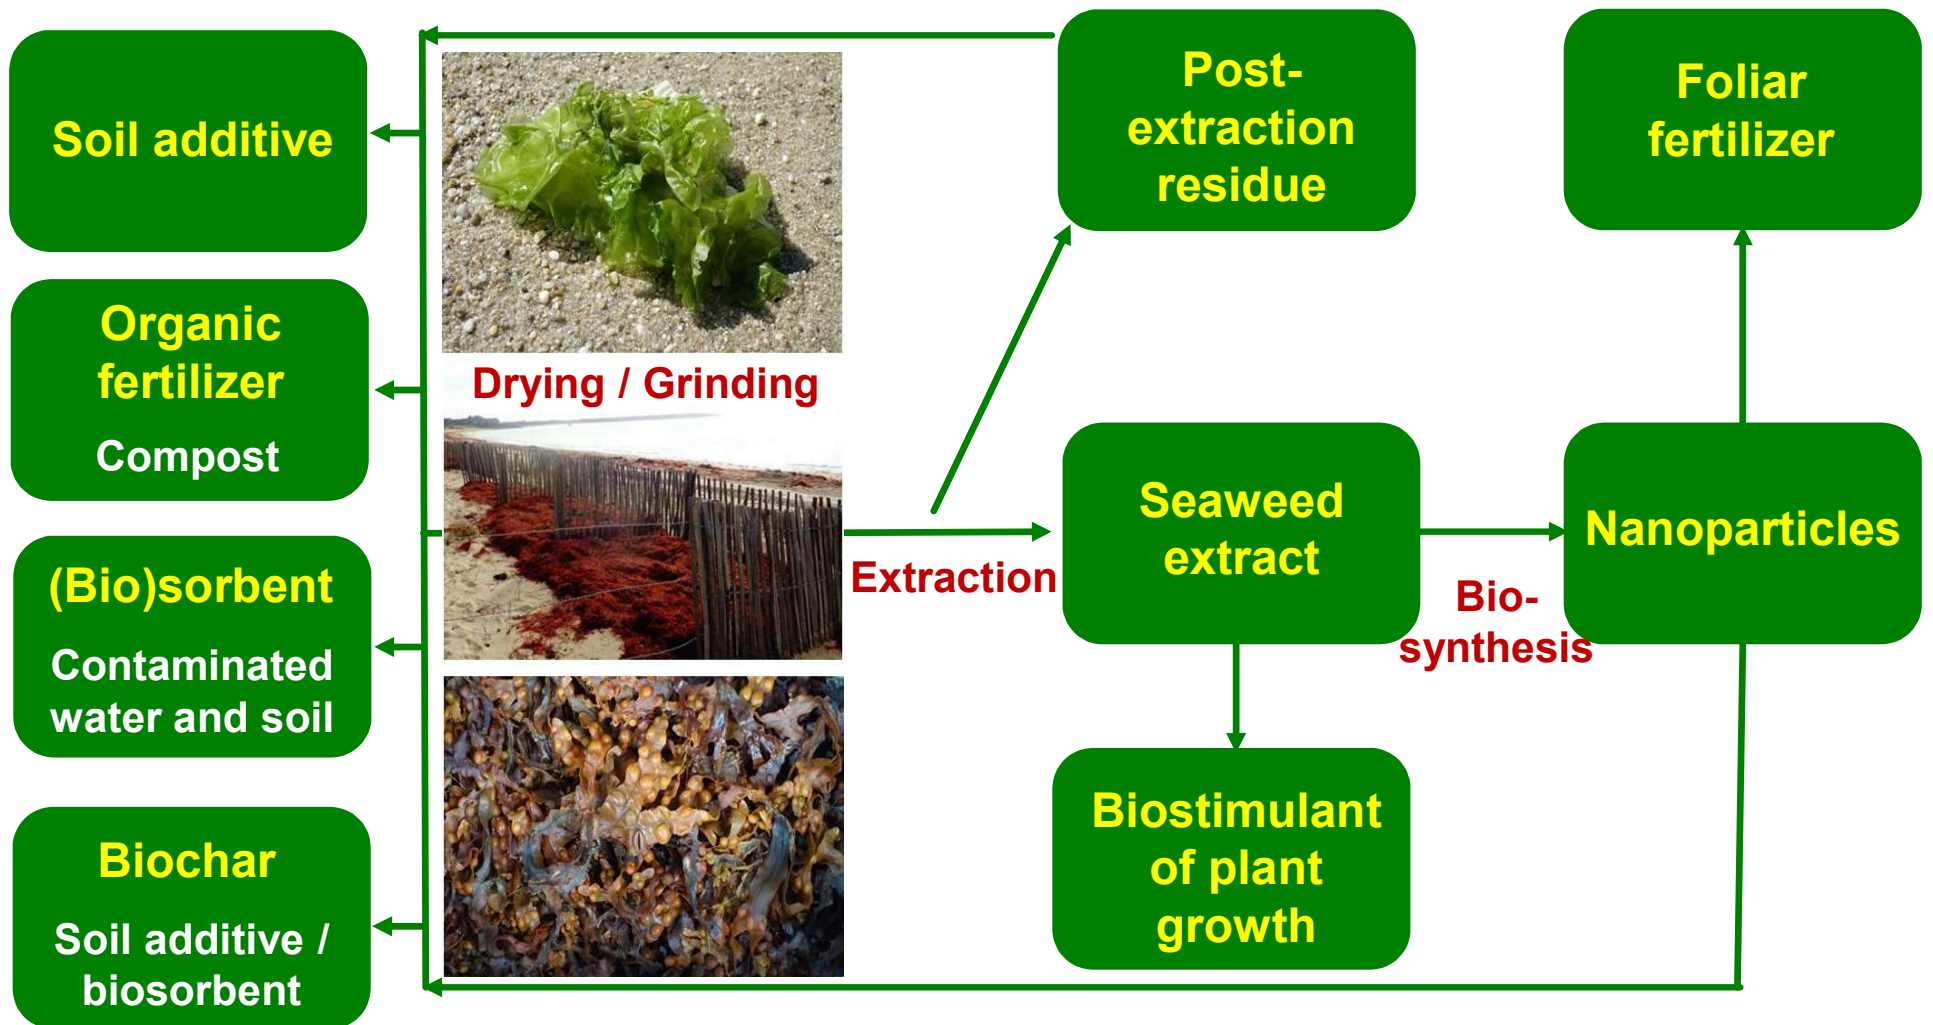 Soil additive
Organic
fertilizer
Compost
(Bio)sorbent
Contaminated
water and soil
Biochar
Soil additive /
biosorbent
Drying / Grinding
Extraction
Post-
extraction
residue
Seaweed
extract
Biostimulant
of plant
growth
Bio-
synthesis
Foliar
fertilizer
Nanoparticles